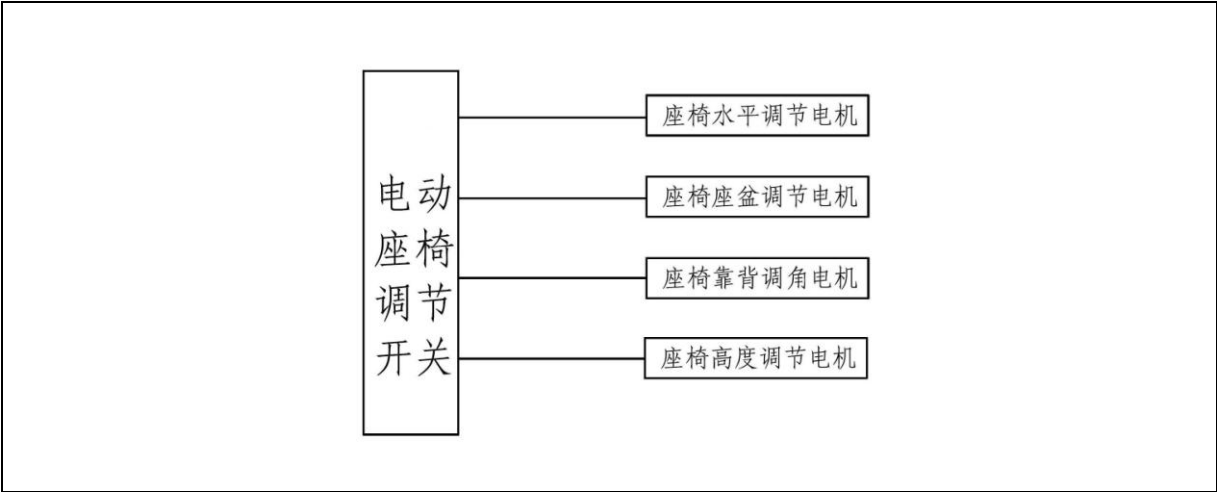 电动
座椅
调节
开关
座椅水平调节电机
座椅座盆调节电机
座椅靠背调角电机
座椅高度调节电机